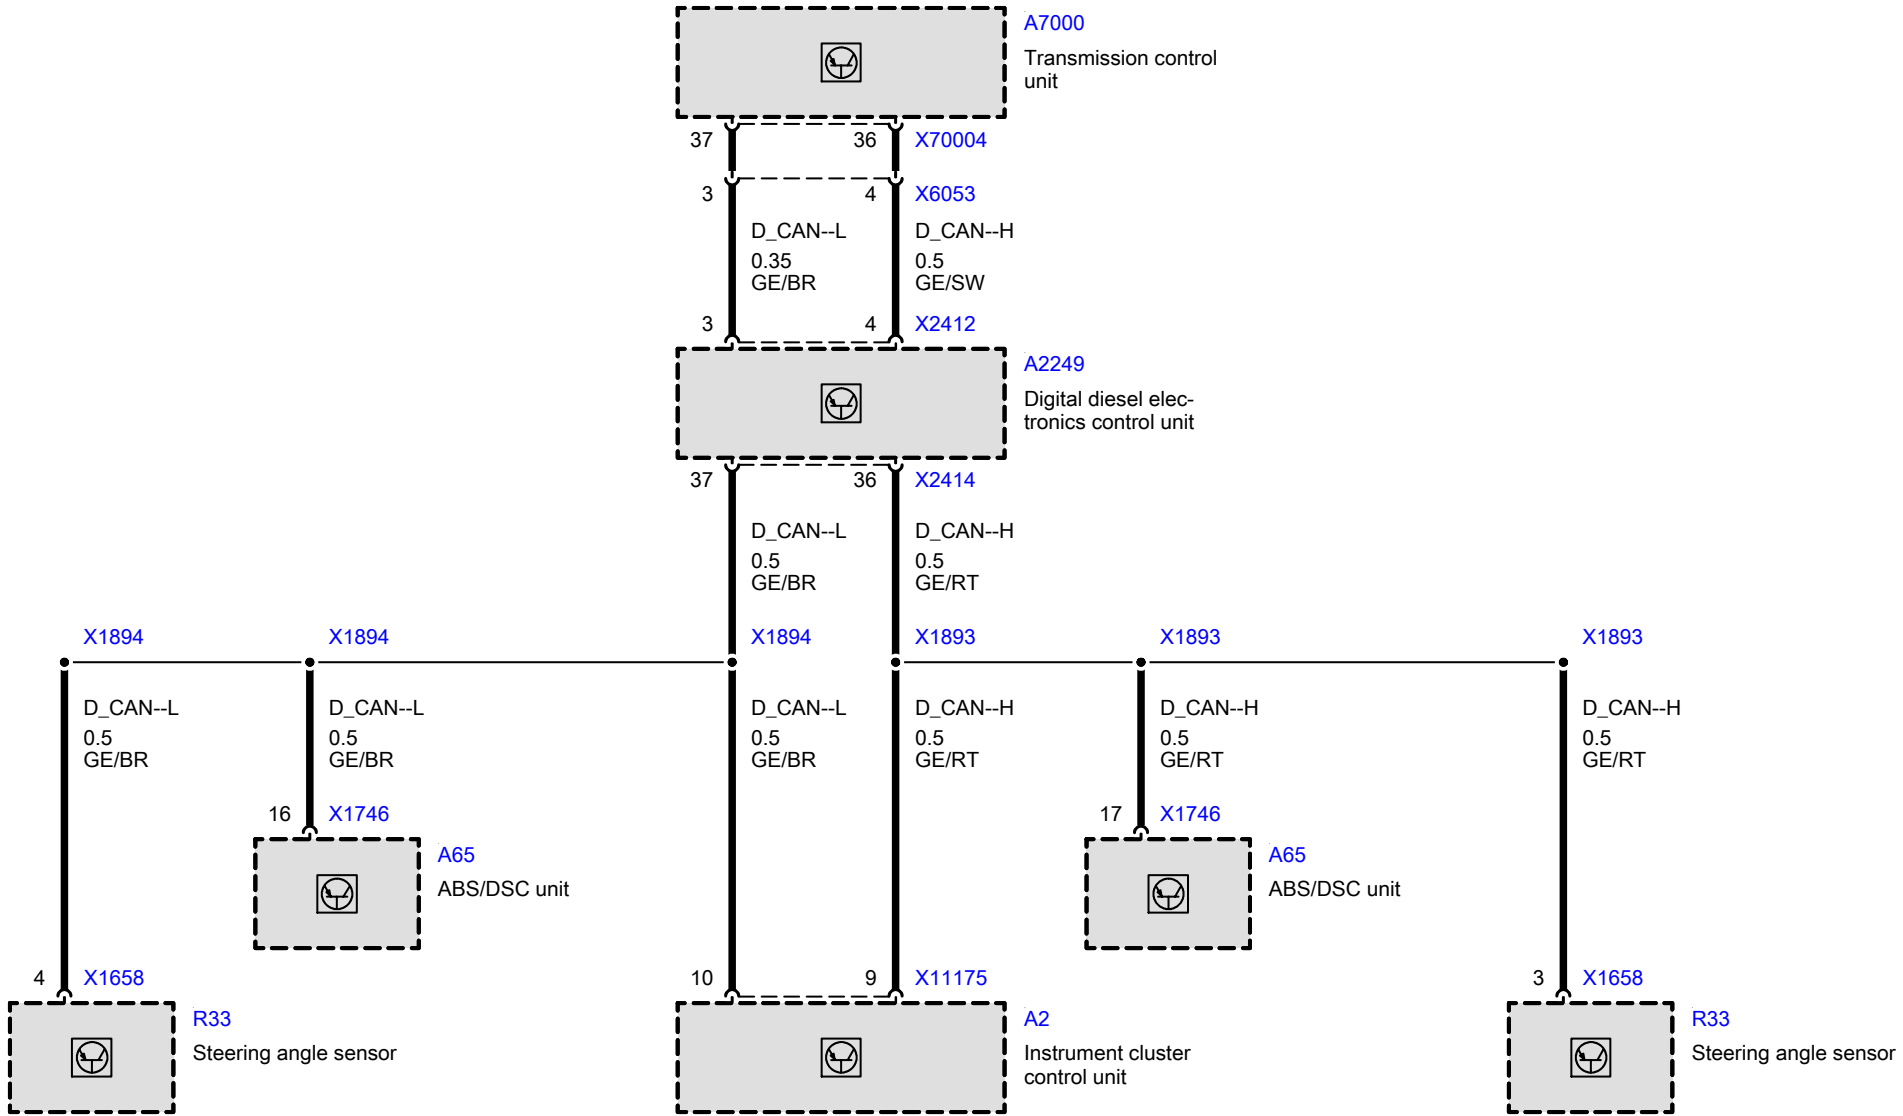 A7000
Transmission control
unit
37 36 X70004
3 4 X6053
D_CAN--L D_CAN--H
0.35 0.5
GE/BR GE/SW
3 4 X2412
A2249
Digital diesel elec-
tronics control unit
37 36 X2414
D_CAN--L D_CAN--H
0.5 0.5
GE/BR GE/RT
X1894 X1894 X1894 X1893 X1893 X1893
D_CAN--L D_CAN--L D_CAN--L D_CAN--H D_CAN--H D_CAN--H
0.5 0.5 0.5 0.5 0.5 0.5
GE/BR GE/BR GE/BR GE/RT GE/RT GE/RT
16 X1746 17 X1746
A65 A65
ABS/DSC unit ABS/DSC unit
4 X1658 10 9 X11175 3 X1658
R33 A2 R33
Steering angle sensor Instrument cluster Steering angle sensor
control unit